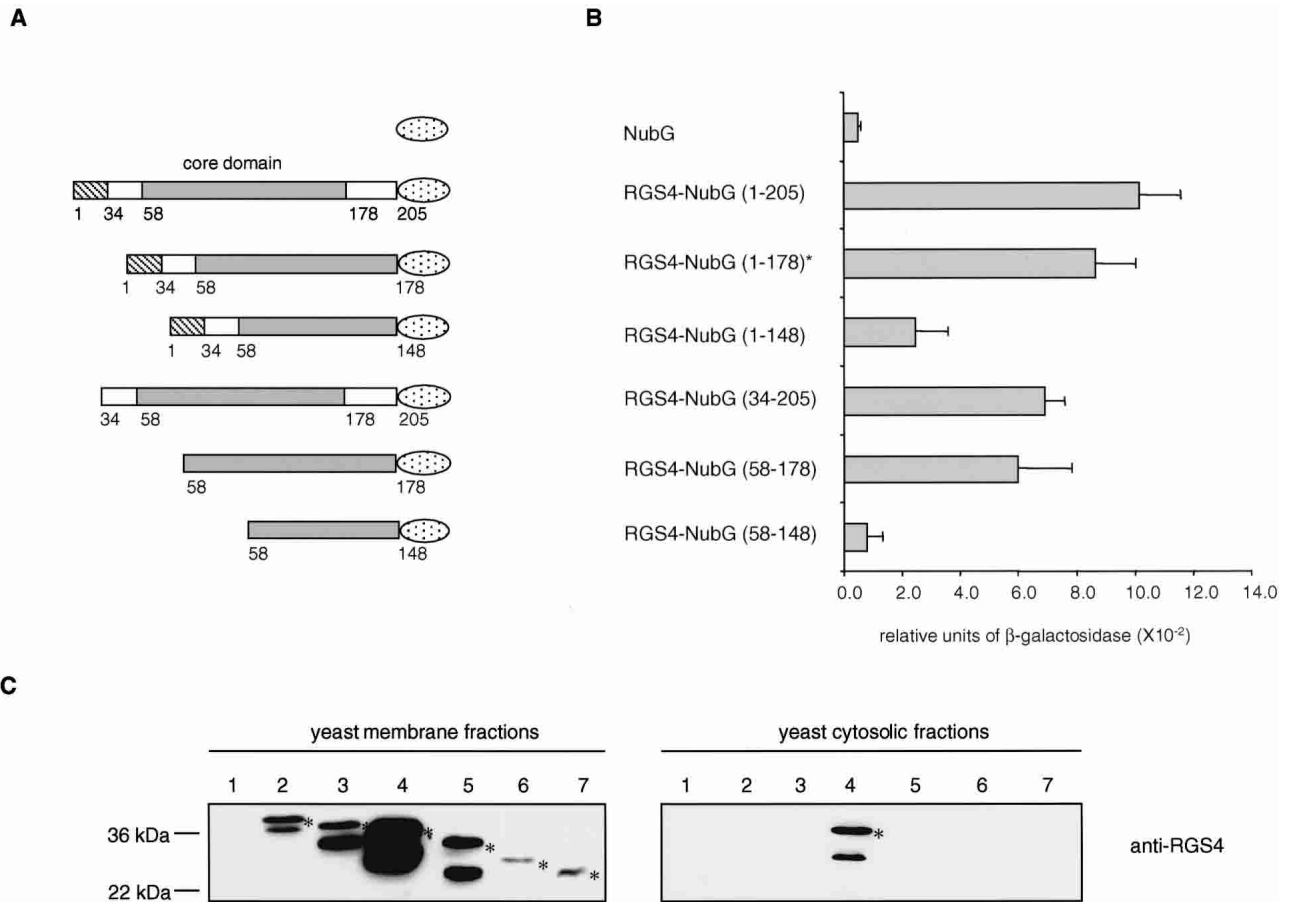 A
core domain
1 34 58 178 205
1 34 58 178
1 34 58 148
34 58 178 205
58 178
58 148
B
NubG
RGS4-NubG (1-205)
RGS4-NubG (1-178)*
RGS4-NubG (1-148)
RGS4-NubG (34-205)
RGS4-NubG (58-178)
RGS4-NubG (58-148)
0.0 2.0 6.0 4.0 8.0 10.0 12.0 14.0
relative units of β-galactosidase (X10-2)
C
yeast membrane fractions
1 2 3 4 5 6 7
36 kDa
22 kDa
* * * * * *
yeast cytosolic fractions
1 2 3 4 5 6 7
*
anti-RGS4